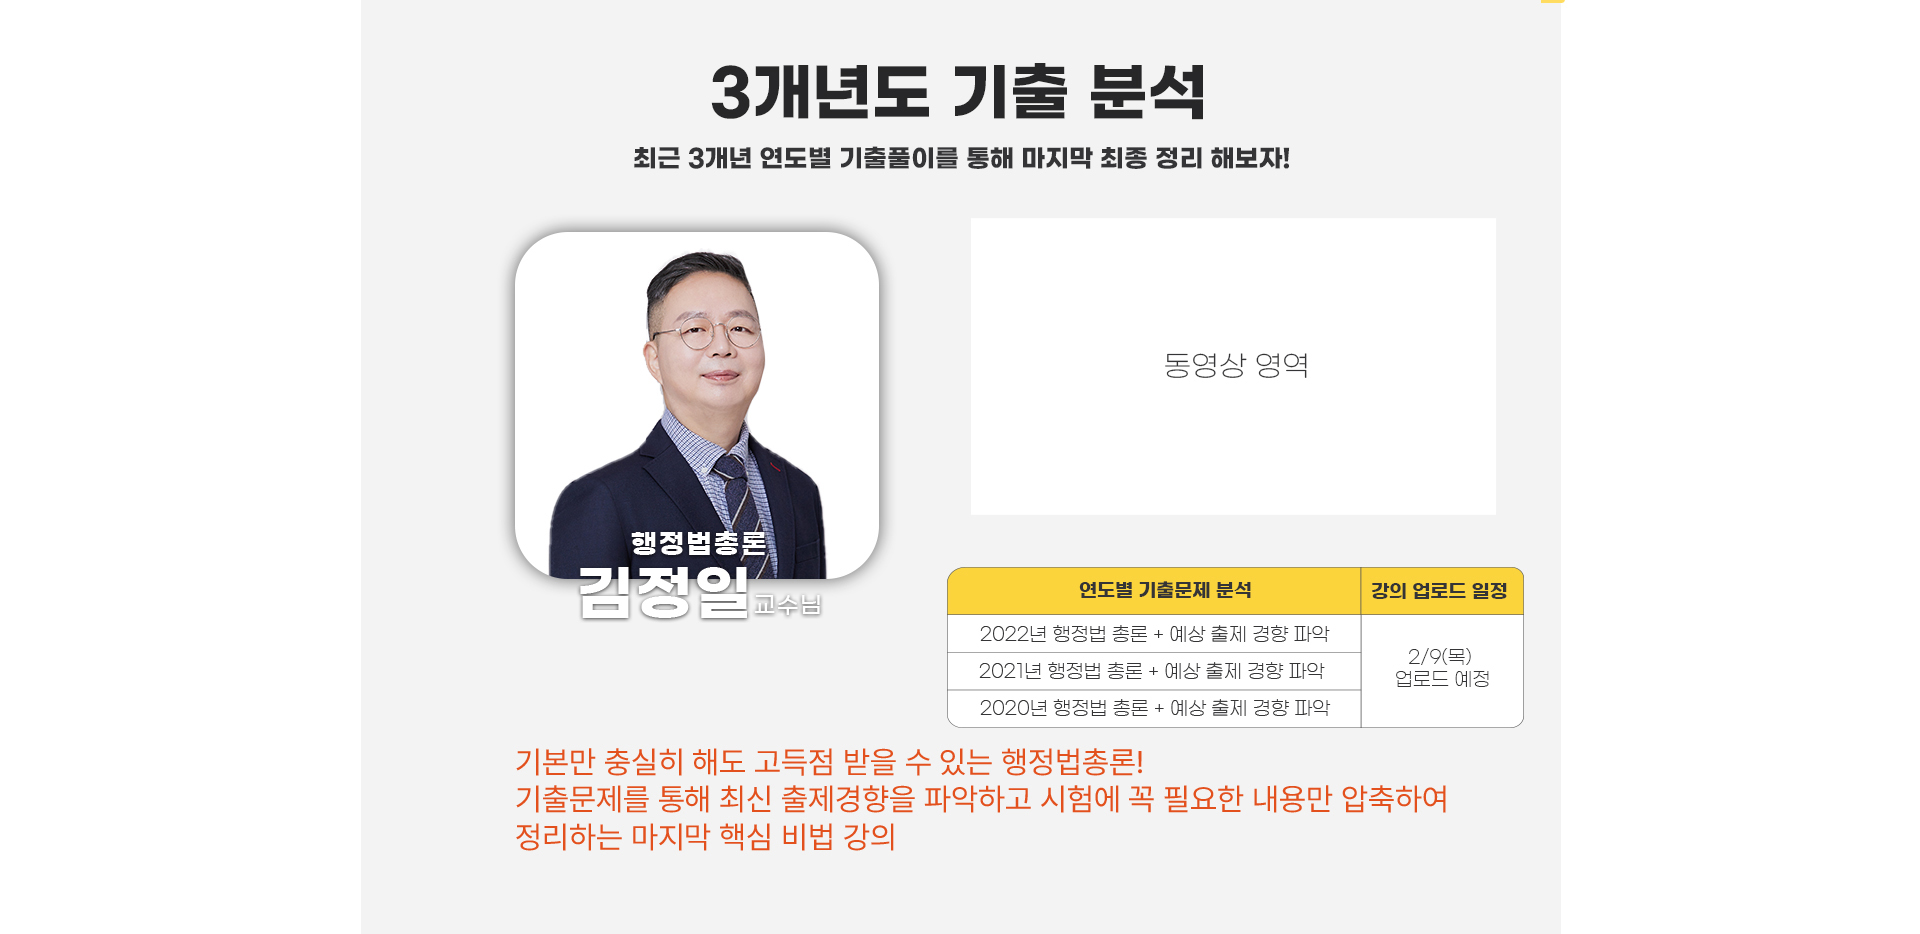 3개년도 기출 분석
최근 3개년 연도별 기출풀이를 통해 마지막 최종 정리 해보자!
행정법총론
김정일 교수님
동영상 영역
연도별 기출문제 분석 강의 업로드 일정
2022년 행정법 총론 + 예상 출제 경향 파악
2021년 행정법 총론 + 예상 출제 경향 파악
2020년 행정법 총론 + 예상 출제 경향 파악
2/9(목)
업로드 예정
기본만 충실히 해도 고득점 받을 수 있는 행정법총론!
기출문제를 통해 최신 출제경향을 파악하고 시험에 꼭 필요한 내용만 압축하여
정리하는 마지막 핵심 비법 강의